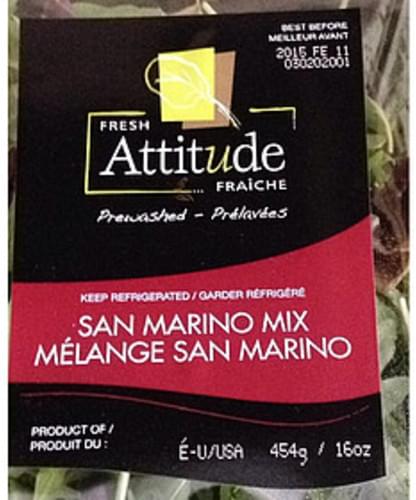 BEST BEFORE
MEILLEUR AVANT
2015 FE 11
030202001
FRESH
Attitude
FRAÎCHE
Prewashed - Prélavées
KEEP REFRIGERATED / GARDER RÉFRIGÉRÉ
SAN MARINO MIX
MÉLANGE SAN MARINO
PRODUCT OF /
PRODUIT DU :
É-U/USA 454g / 16oz